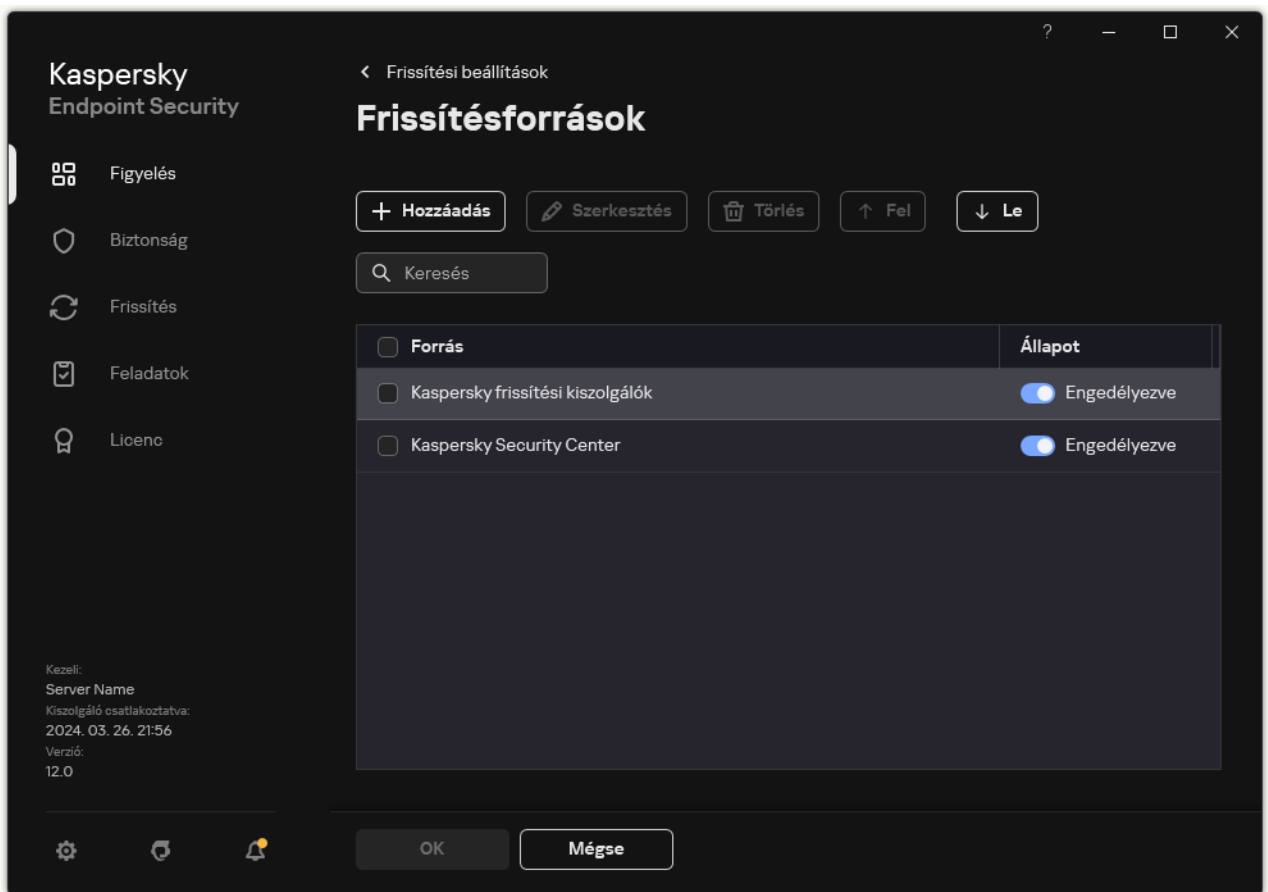 ?
Kaspersky
Endpoint Security
Figyelés
Biztonság
Frissítés
Feladatok
Licenc
Kezeli:
Server Name
Kiszolgáló csatlakoztatva:
2024. 03. 26. 21:56
Verzió:
12.0
Frissítési beállítások
Frissítésforrások
Hozzáadás Szerkesztés Törlés Fel Le
Keresés
Forrás Állapot
Kaspersky frissítési kiszolgálók Engedélyezve
Kaspersky Security Center Engedélyezve
OK Mégse